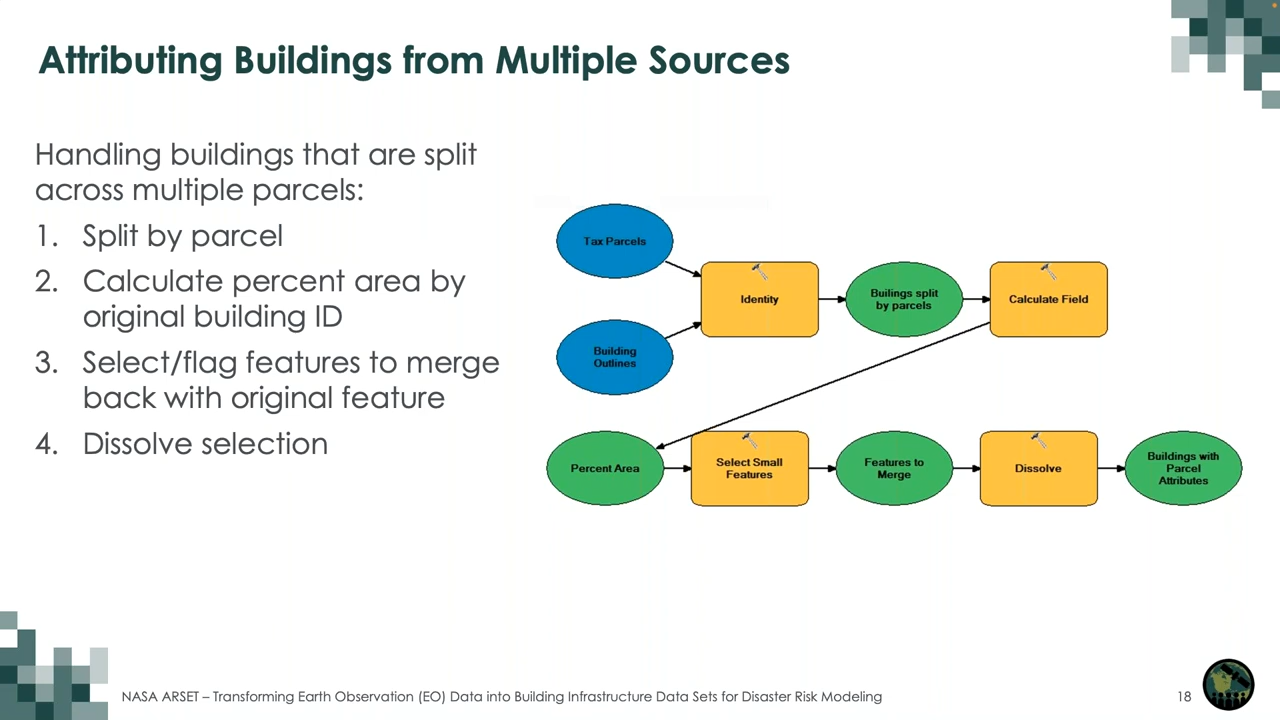 Attributing Buildings from Multiple Sources
Handling buildings that are split
across multiple parcels:
1. Split by parcel
2. Calculate percent area by
original building ID
3. Select/flag features to merge
back with original feature
4. Dissolve selection
Tax Parcels
Building
Outlines
Identity
Builings split
by parcels
Calculate Field
Percent Area
Select Small
Features
Features to
Merge
Dissolve
Buildings with
Parcel
Attributes
NASA ARSET – Transforming Earth Observation (EO) Data into Building Infrastructure Data Sets for Disaster Risk Modeling
18